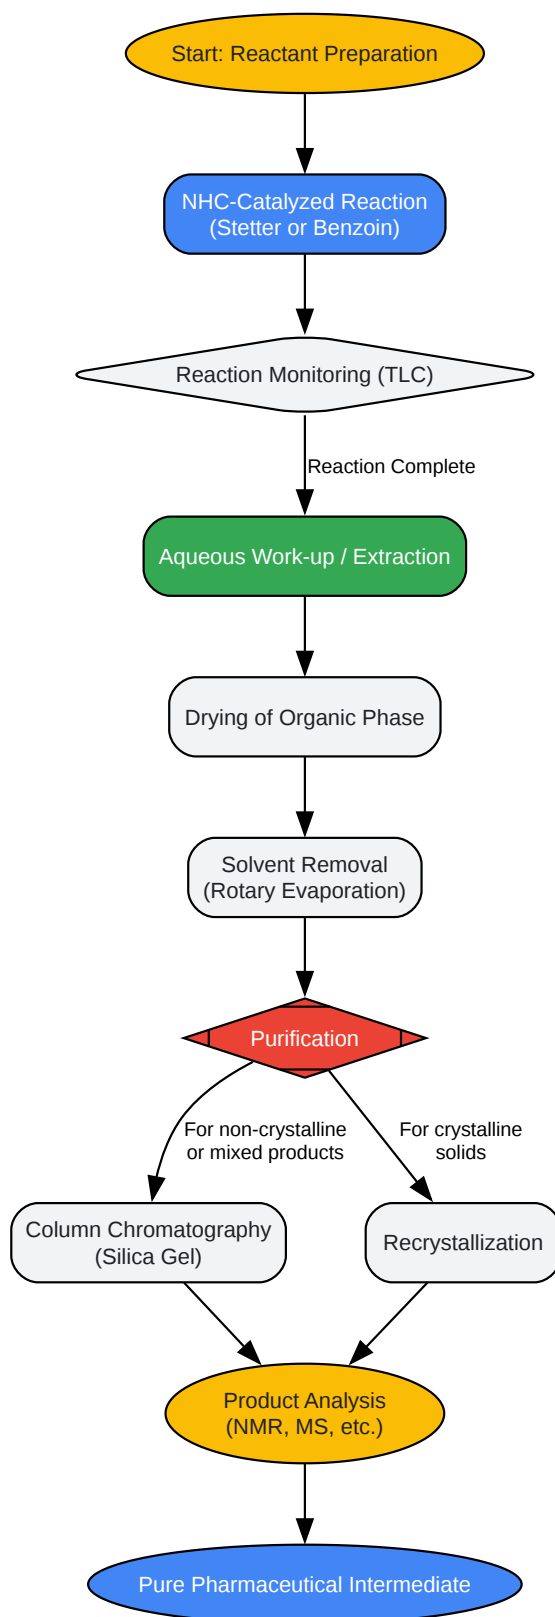 Start: Reactant Preparation
NHC-Catalyzed Reaction
(Stetter or Benzoin)
Reaction Monitoring (TLC)
Reaction Complete
Aqueous Work-up / Extraction
Drying of Organic Phase
Solvent Removal
(Rotary Evaporation)
Purification
For non-crystalline
or mixed products
For crystalline
solids
Column Chromatography
(Silica Gel)
Recrystallization
Product Analysis
(NMR, MS, etc.)
Pure Pharmaceutical Intermediate